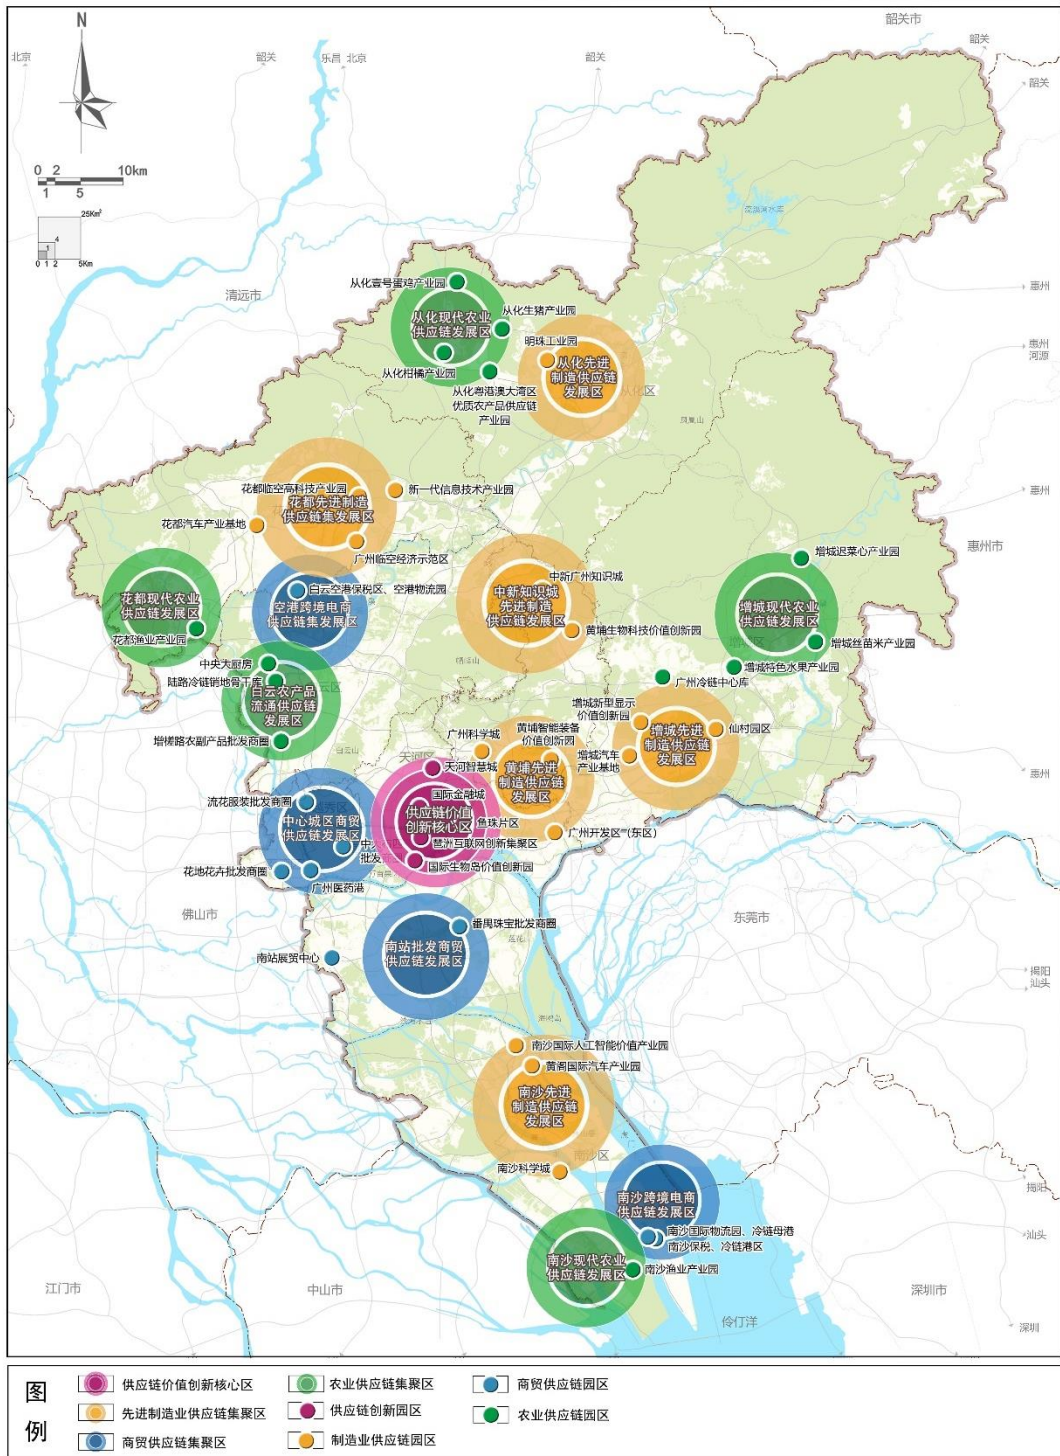 韶关市
N
北京
韶关
乐昌 北京
韶关
韶关
韶关
0 2 10km
1 5
25Km²
4
1
0 1 2 5Km
流溪河水库
清远市
惠州
惠州
河源
从化壹号蛋鸡产业园
从化现代农业
供应链发展区
从化生猪产业园
明珠工业园
从化先进
制造供应链
发展区
从化柑橘产业园
从化粤港澳大湾区
优质农产品供应链
产业园
从化区
凤凰山
惠州
花都临空高科技产业园
新一代信息技术产业园
花都先进制造
供应链集发展区
花都汽车产业基地
广州临空经济示范区
惠州市
增城迟菜心产业园
中新广州知识城
白云空港保税区、空港物流园
花都现代农业
供应链发展区
空港跨境电商
供应链集发展区
中新知识城
先进制造
供应链发展区
增城现代农业
供应链发展区
花都渔业产业园
黄埔生物科技价值创新园
增城区
增城丝苗米产业园
中央大厨房
帽峰山
增城特色水果产业园
陆路冷链销地骨干库
广州冷链中心库
白云农产品
流通供应链
发展区
增城新型显示
价值创新园
黄埔智能装备
价值创新园
仙村园区
增城先进
制造供应链
发展区
增槎路农副产品批发商圈
广州科学城
白云山
天河区
增城汽车
产业基地
天河智慧城
黄埔先进
制造供应链
发展区
惠州
流花服装批发商圈
国际金融城
中心城区商贸
供应链发展区
供应链价值
创新核心区
鱼珠片区
广州开发区（东区）
琶洲互联网创新集聚区
花地花卉批发商圈
国际生物岛价值创新园
广州医药港
佛山市
东莞市
番禺珠宝批发商圈
南站批发商贸
供应链发展区
南站展贸中心
莲花
揭阳
汕头
南沙国际人工智能价值产业园
黄阁国际汽车产业园
南沙先进
制造供应链
发展区
南沙区
南沙科学城
揭阳
南沙跨境电商
供应链发展区
南沙国际物流园、冷链母港
南沙保税、冷链港区
汕头
南沙现代农业
供应链发展区
南沙渔业产业园
江门市
中山市
深圳市
伶仃洋
深圳
图例
供应链价值创新核心区
农业供应链集聚区
商贸供应链园区
先进制造业供应链集聚区
供应链创新园区
农业供应链园区
商贸供应链集聚区
制造业供应链园区